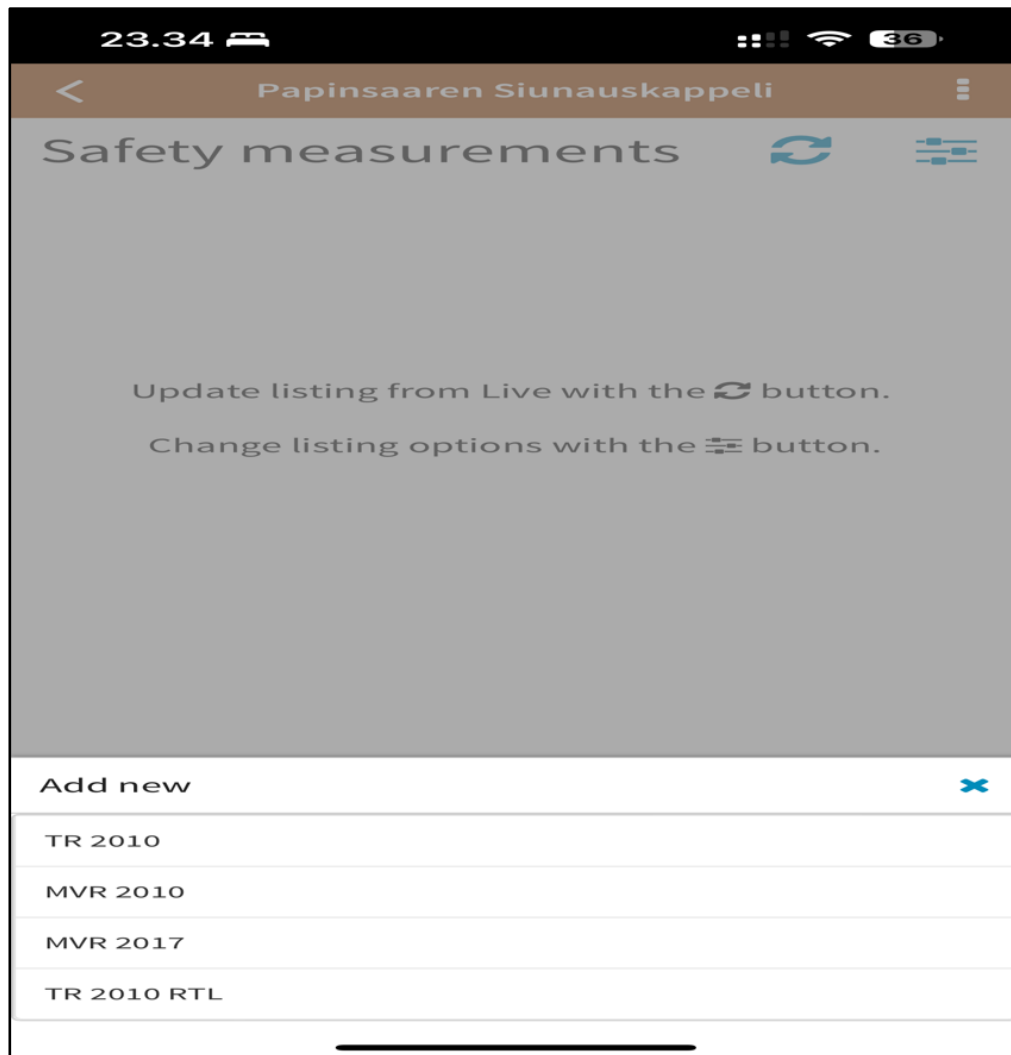 23.34
36
Papinsaaren Siunauskappeli
Safety measurements
Update listing from Live with the button.
Change listing options with the button.
Add new
TR 2010
MVR 2010
MVR 2017
TR 2010 RTL